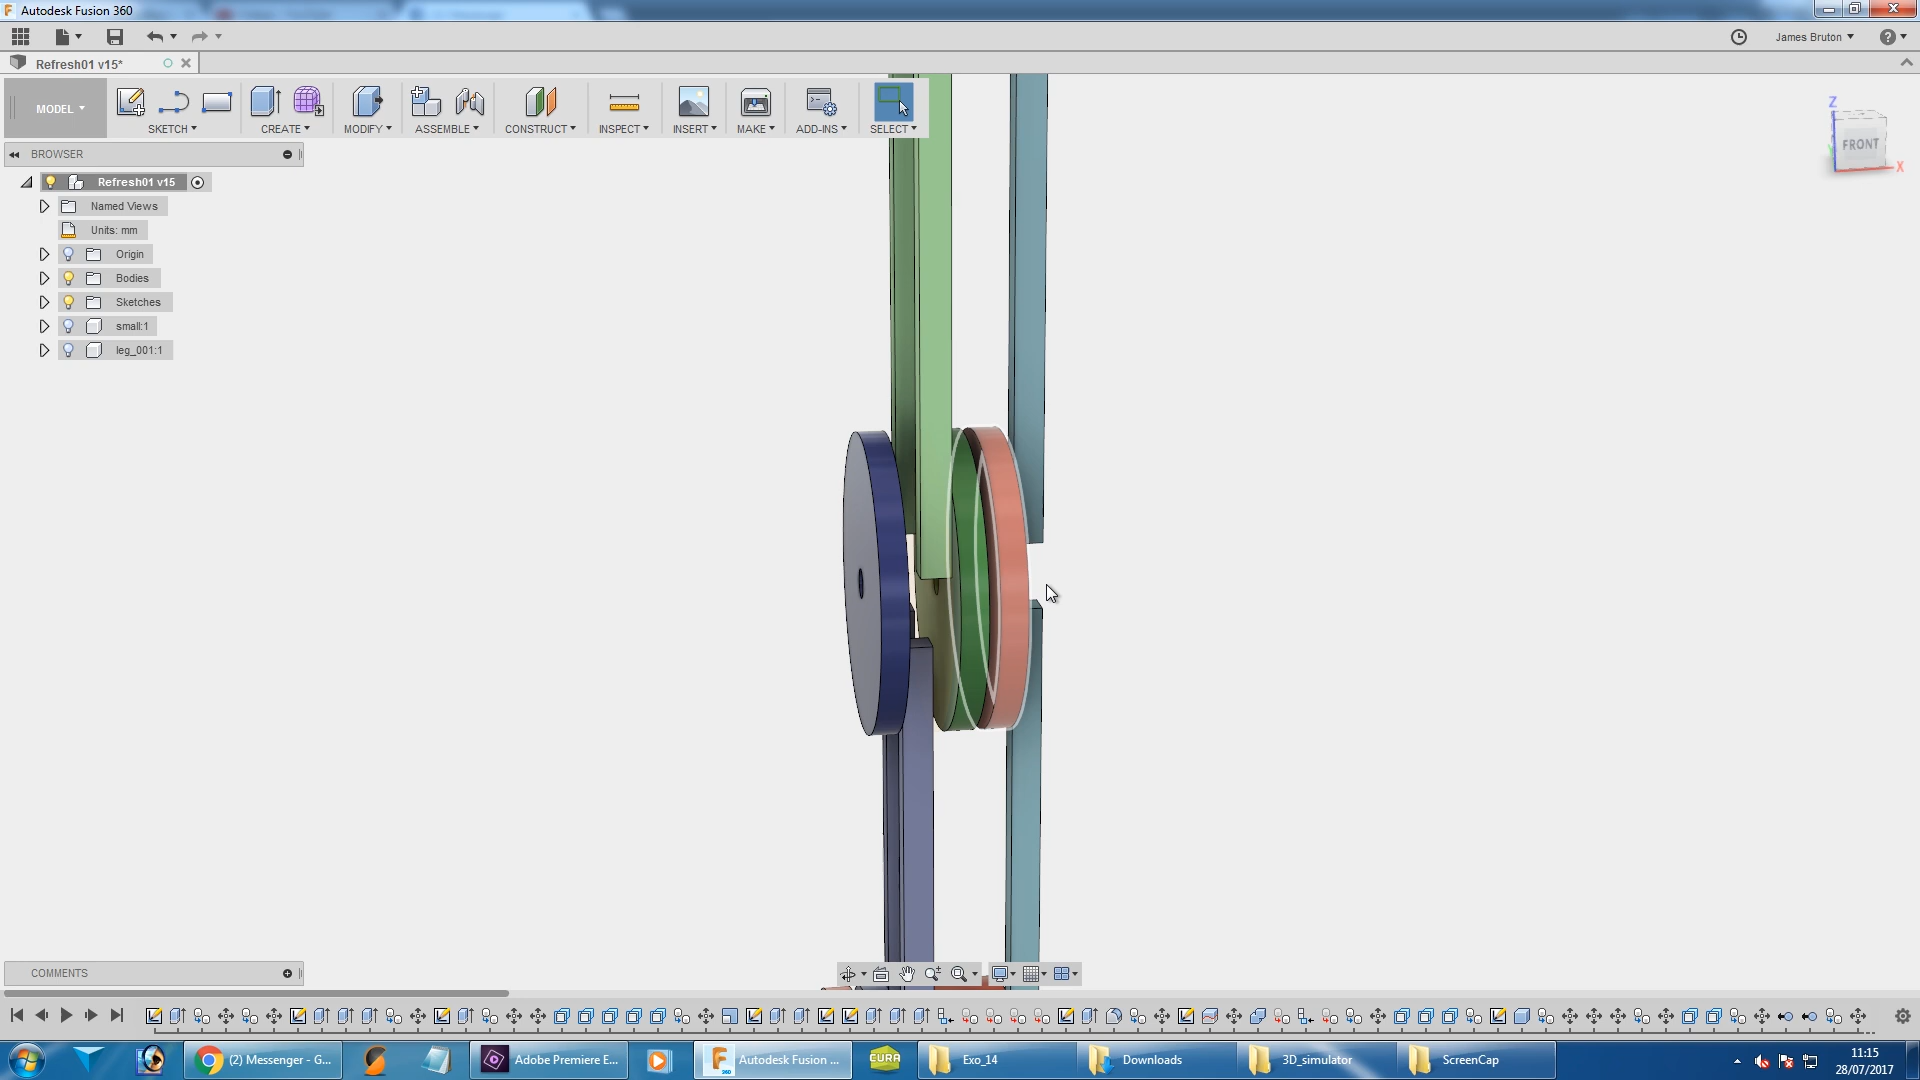 Autodesk Fusion 360
James Bruton
Refresh01 v15*
MODEL
SKETCH
CREATE
MODIFY
ASSEMBLE
CONSTRUCT
INSPECT
INSERT
MAKE
ADD-INS
SELECT
Z
FRONT
X
BROWSER
Refresh01 v15
Named Views
Units: mm
Origin
Bodies
Sketches
small:1
leg_001:1
COMMENTS
(2) Messenger - G...
Adobe Premiere E...
Autodesk Fusion ...
CURA
Exo_14
Downloads
3D_simulator
ScreenCap
11:15
28/07/2017